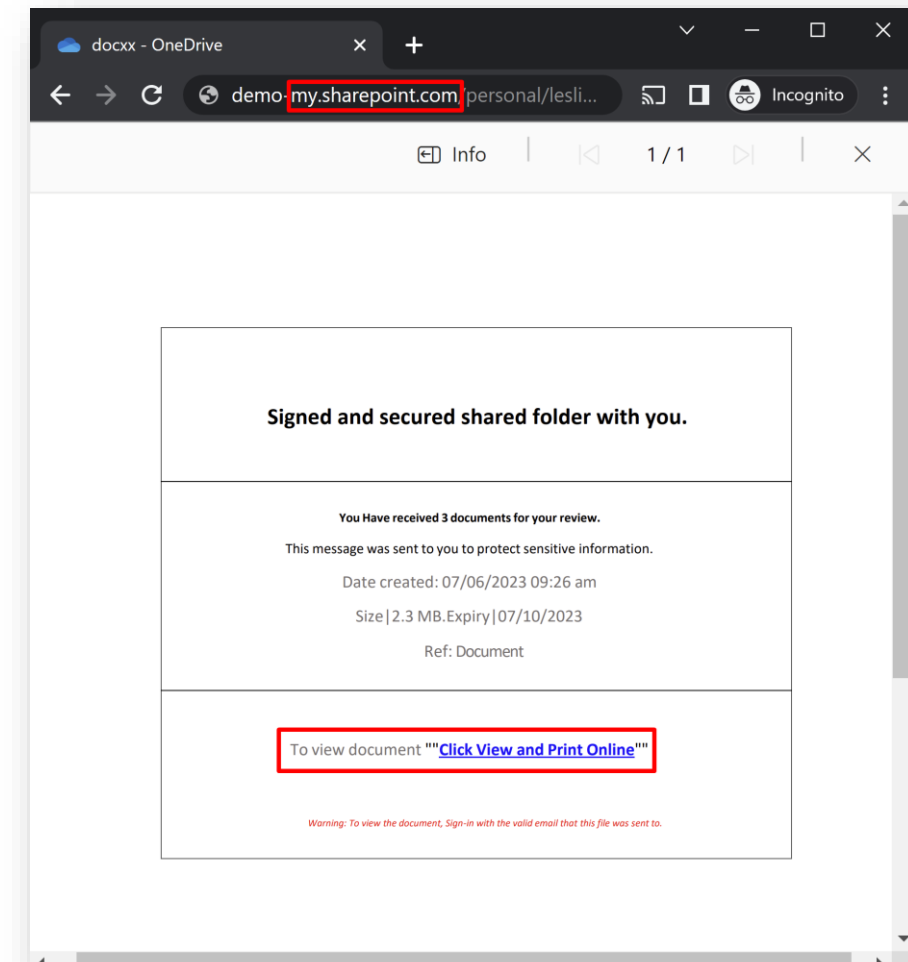 docxx - OneDrive
demo-my.sharepoint.com/personal/lesli...
Incognito
Info
1 / 1
Signed and secured shared folder with you.
You Have received 3 documents for your review.
This message was sent to you to protect sensitive information.
Date created: 07/06/2023 09:26 am
Size|2.3 MB.Expiry|07/10/2023
Ref: Document
To view document ""Click View and Print Online""
Warning: To view the document, Sign-in with the valid email that this file was sent to.